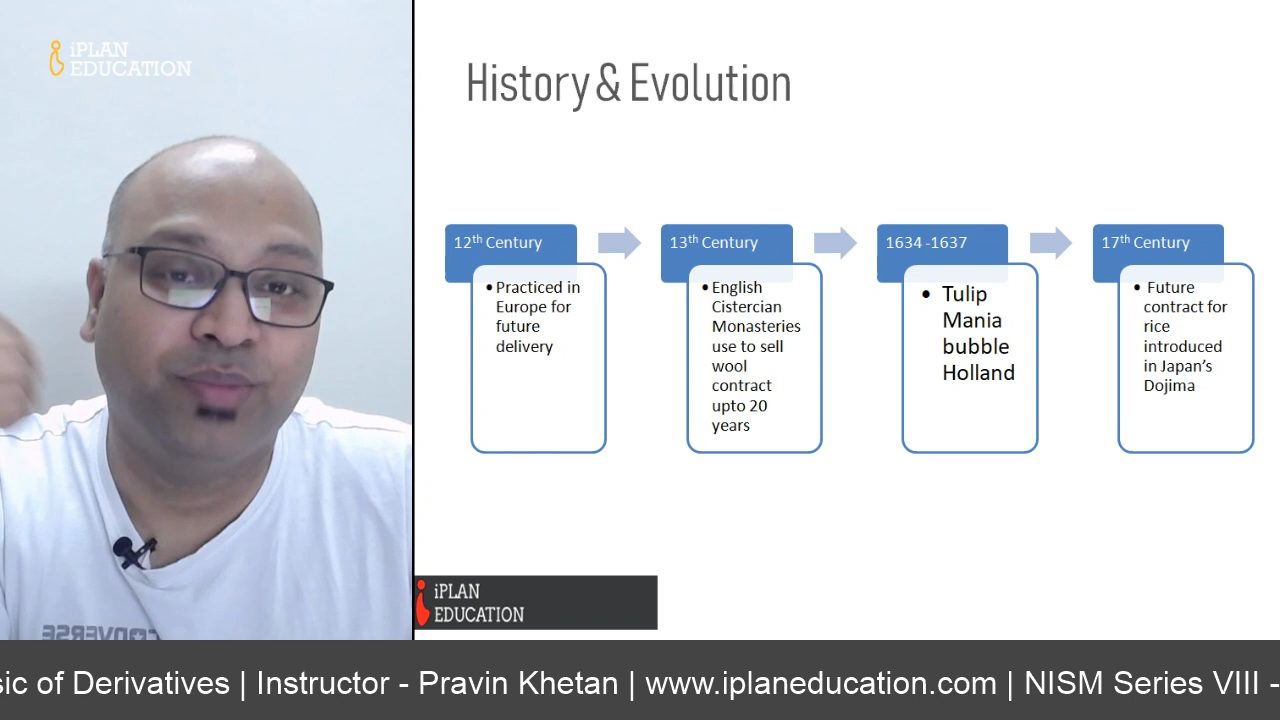 iPLAN
EDUCATION
History & Evolution
12th Century
• Practiced in
Europe for
future
delivery
13th Century
• English
Cistercian
Monasteries
use to sell
wool
contract
upto 20
years
1634 -1637
• Tulip
Mania
bubble
Holland
17th Century
• Future
contract for
rice
introduced
in Japan's
Dojima
CONVERSE
iPLAN
EDUCATION
sic of Derivatives | Instructor - Pravin Khetan | www.iplaneducation.com | NISM Series VIII -